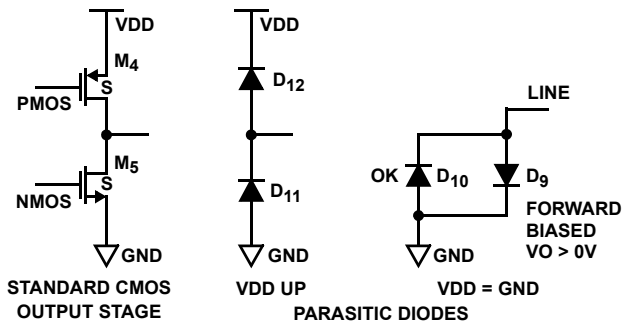 VDD
M4
S
PMOS
M5
S
NMOS
GND
STANDARD CMOS
OUTPUT STAGE
VDD
D12
D11
GND
VDD UP
LINE
OK
D10
D9
FORWARD
BIASED
VO > 0V
GND
VDD = GND
PARASITIC DIODES